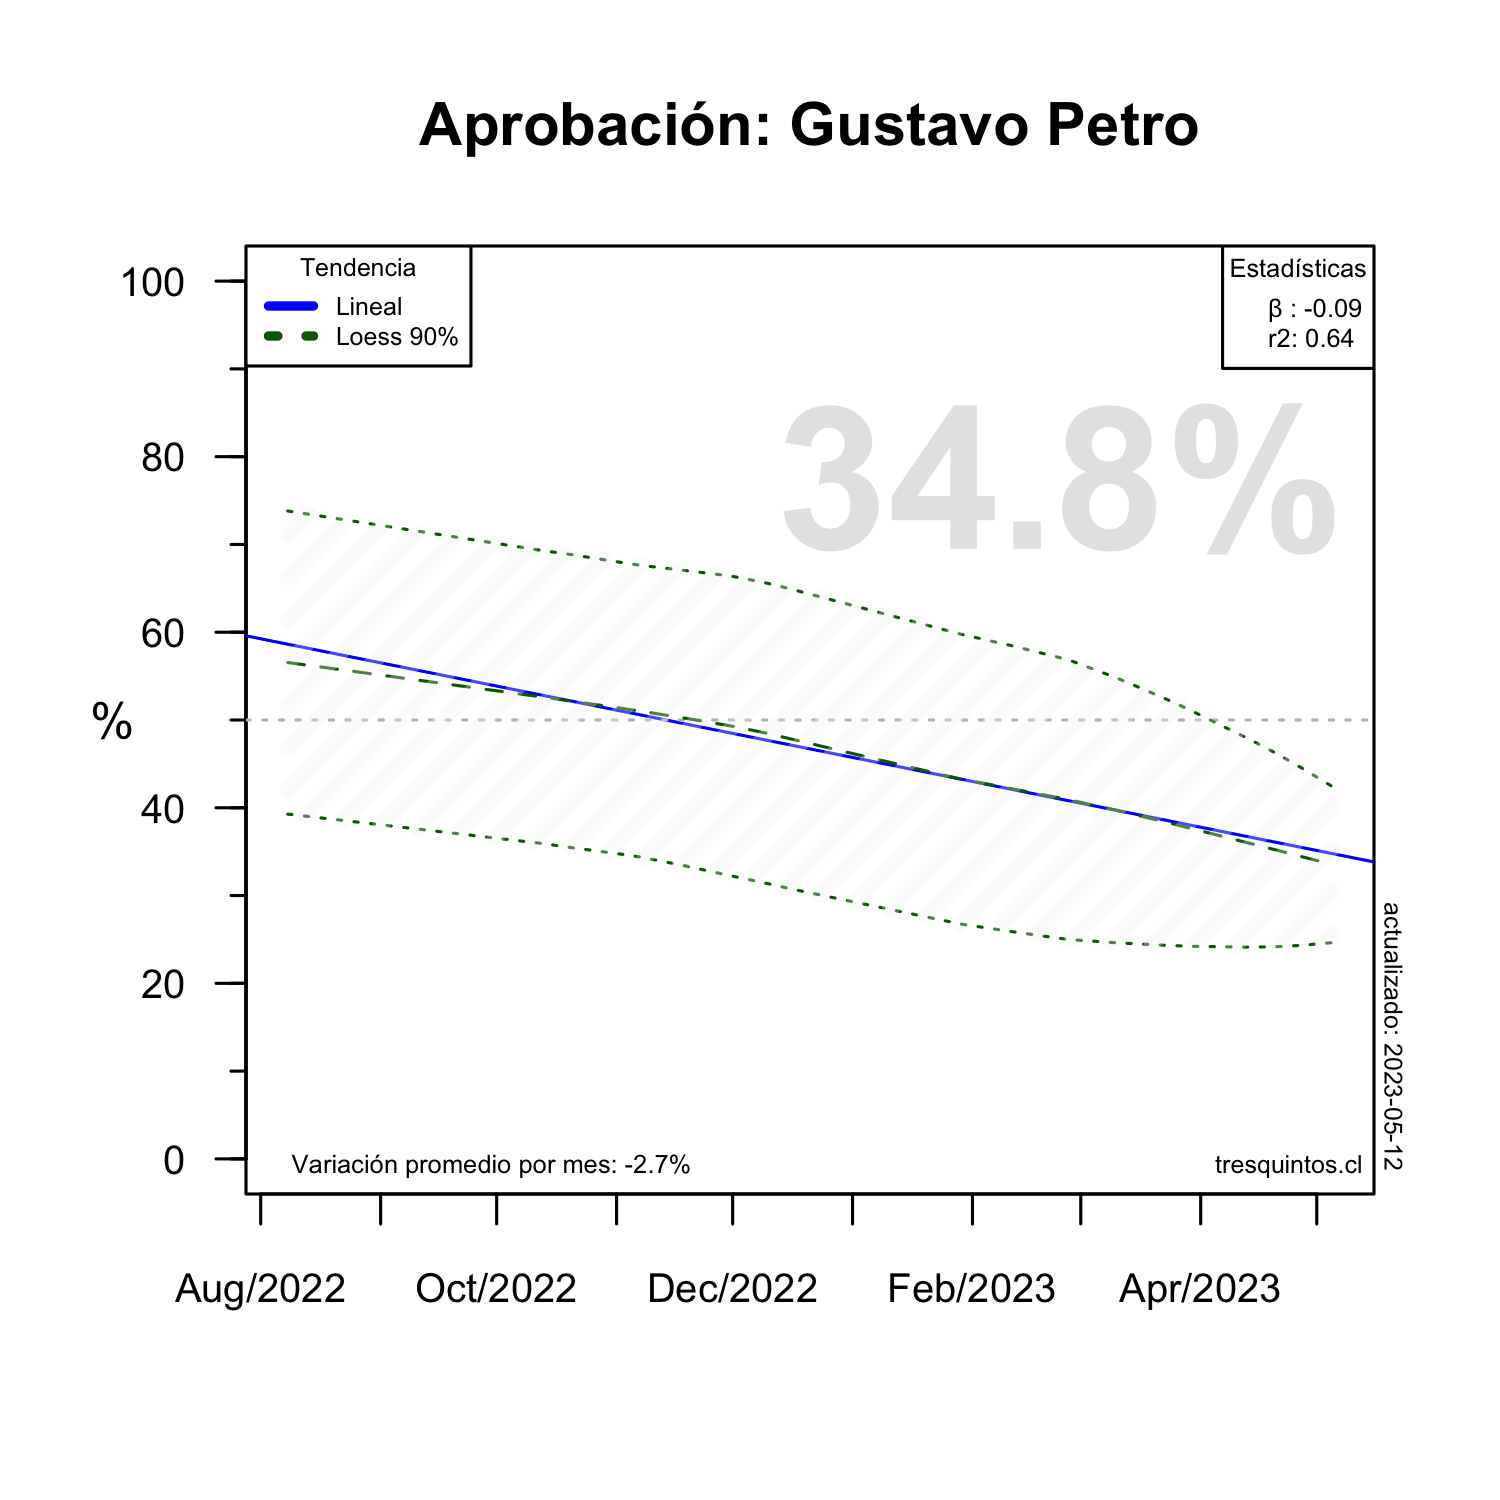 Aprobación: Gustavo Petro
Tendencia
Lineal
Loess 90%
Estadísticas
β : -0.09
r2: 0.64
34.8%
100
80
60
%
40
20
0
Variación promedio por mes: -2.7%
tresquintos.cl
actualizado: 2023-05-12
Aug/2022
Oct/2022
Dec/2022
Feb/2023
Apr/2023